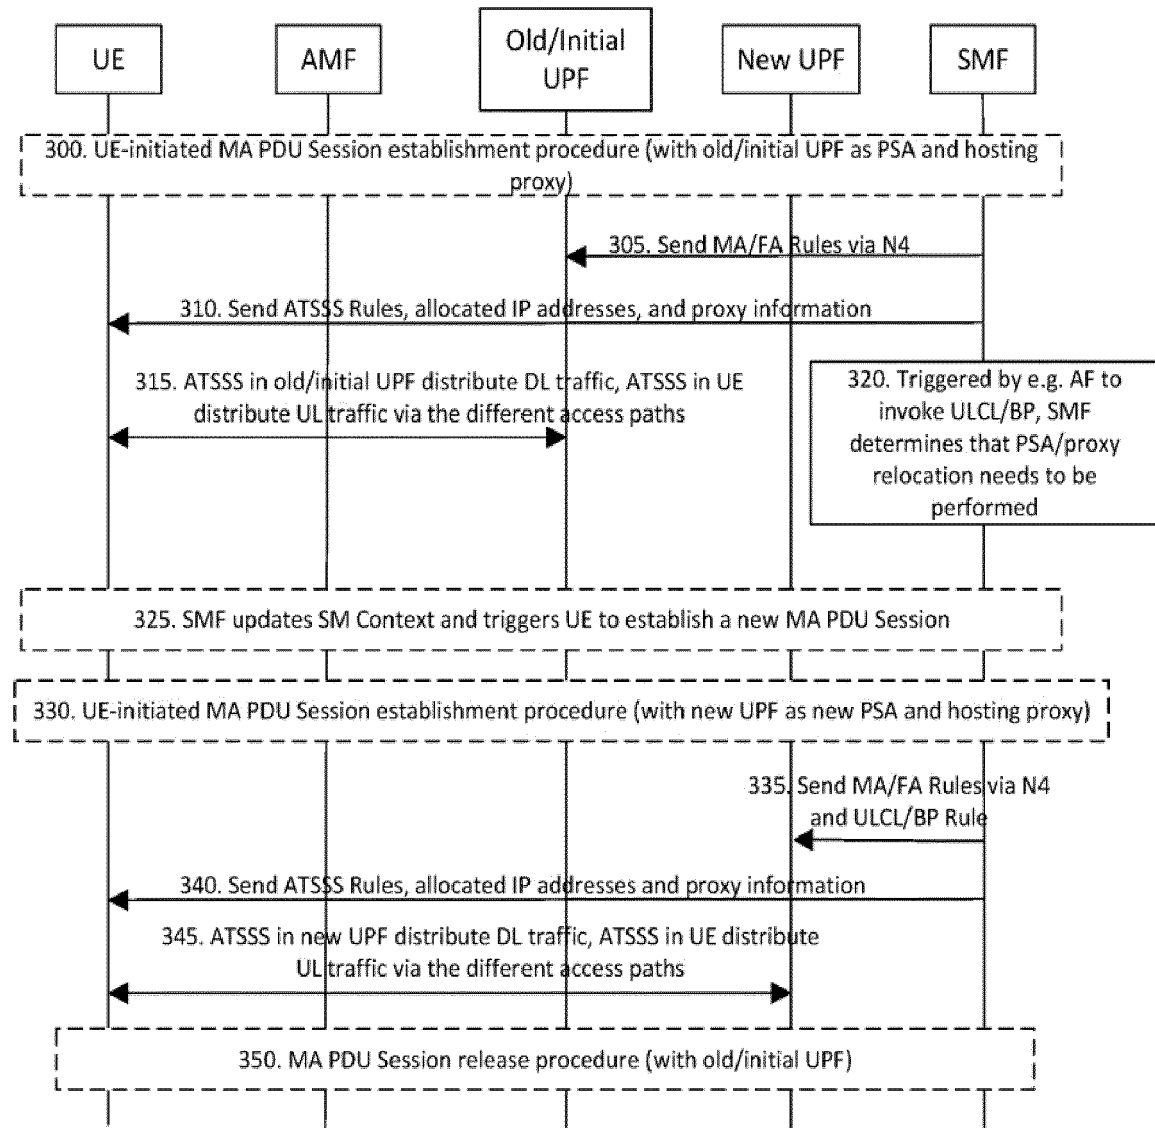 UE
AMF
Old/Initial
UPF
New UPF
SMF
300. UE-initiated MA PDU Session establishment procedure (with old/initial UPF as PSA and hosting
proxy)
305. Send MA/FA Rules via N4
310. Send ATSSS Rules, allocated IP addresses, and proxy information
315. ATSSS in old/initial UPF distribute DL traffic, ATSSS in UE
distribute UL traffic via the different access paths
320. Triggered by e.g. AF to
invoke ULCL/BP, SMF
determines that PSA/proxy
relocation needs to be
performed
325. SMF updates SM Context and triggers UE to establish a new MA PDU Session
330. UE-initiated MA PDU Session establishment procedure (with new UPF as new PSA and hosting proxy)
335. Send MA/FA Rules via N4
and ULCL/BP Rule
340. Send ATSSS Rules, allocated IP addresses and proxy information
345. ATSSS in new UPF distribute DL traffic, ATSSS in UE distribute
UL traffic via the different access paths
350. MA PDU Session release procedure (with old/initial UPF)